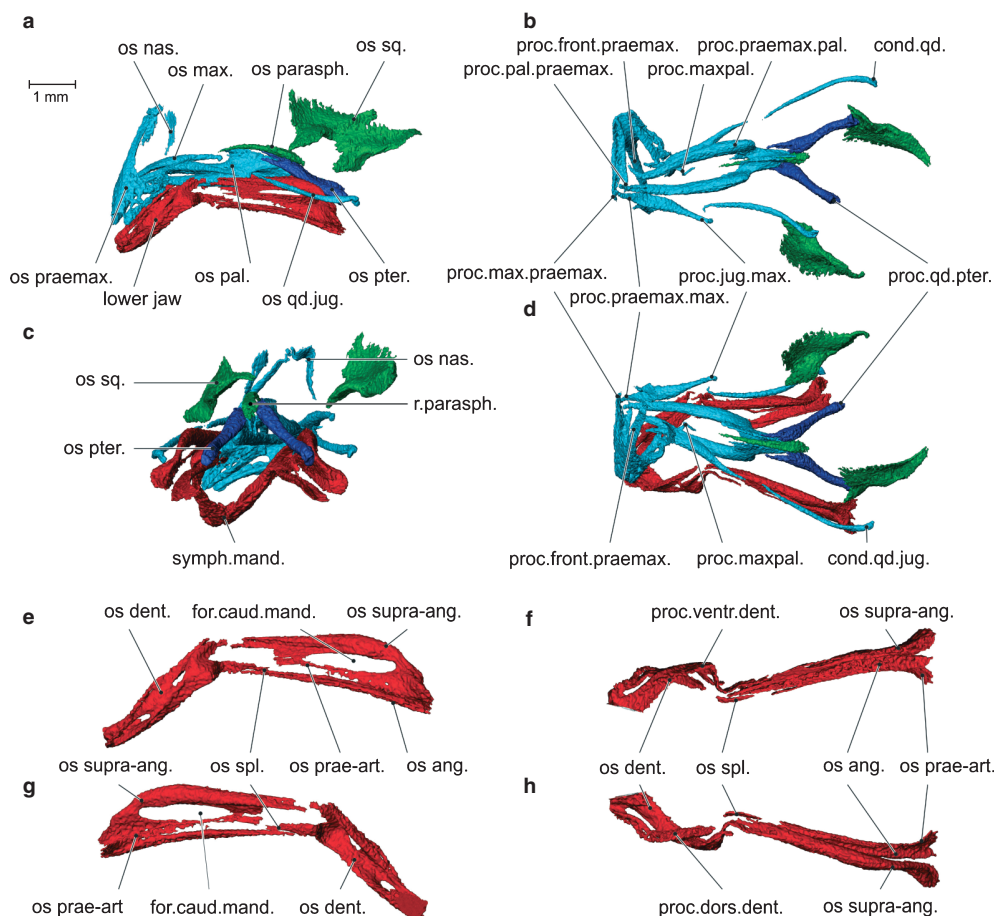 a
os nas.
os max.
os parasph.
os sq.
1 mm
os praemax.
lower jaw
os pal.
os qd.jug.
os pter.
b
proc.front.praemax.
proc.praemax.pal.
cond.qd.
proc.pal.praemax.
proc.maxpal.
proc.max.praemax.
proc.jug.max.
proc.qd.pter.
proc.praemax.max.
c
os sq.
os nas.
r.parasph.
os pter.
symph.mand.
d
proc.front.praemax.
proc.maxpal.
cond.qd.jug.
e
os dent.
for.caud.mand.
os supra-ang.
f
proc.ventr.dent.
os supra-ang.
os supra-ang.
os spl.
os prae-art.
os ang.
os dent.
os spl.
os ang.
os prae-art.
g
os prae-art
for.caud.mand.
os dent.
h
proc.dors.dent.
os supra-ang.